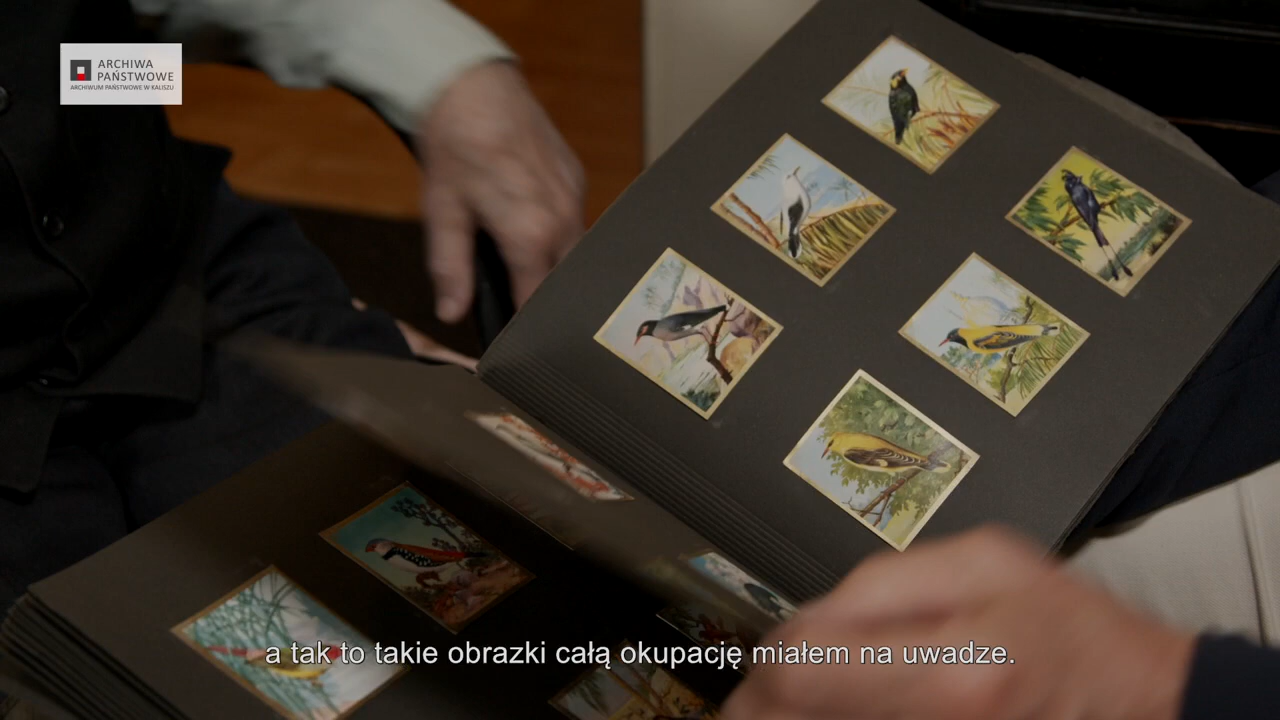 ARCHIWA
PAŃSTWOWE
ARCHIWUM PAŃSTWOWE W KALISZU
a tak to takie obrazki całą okupację miałem na uwadze.